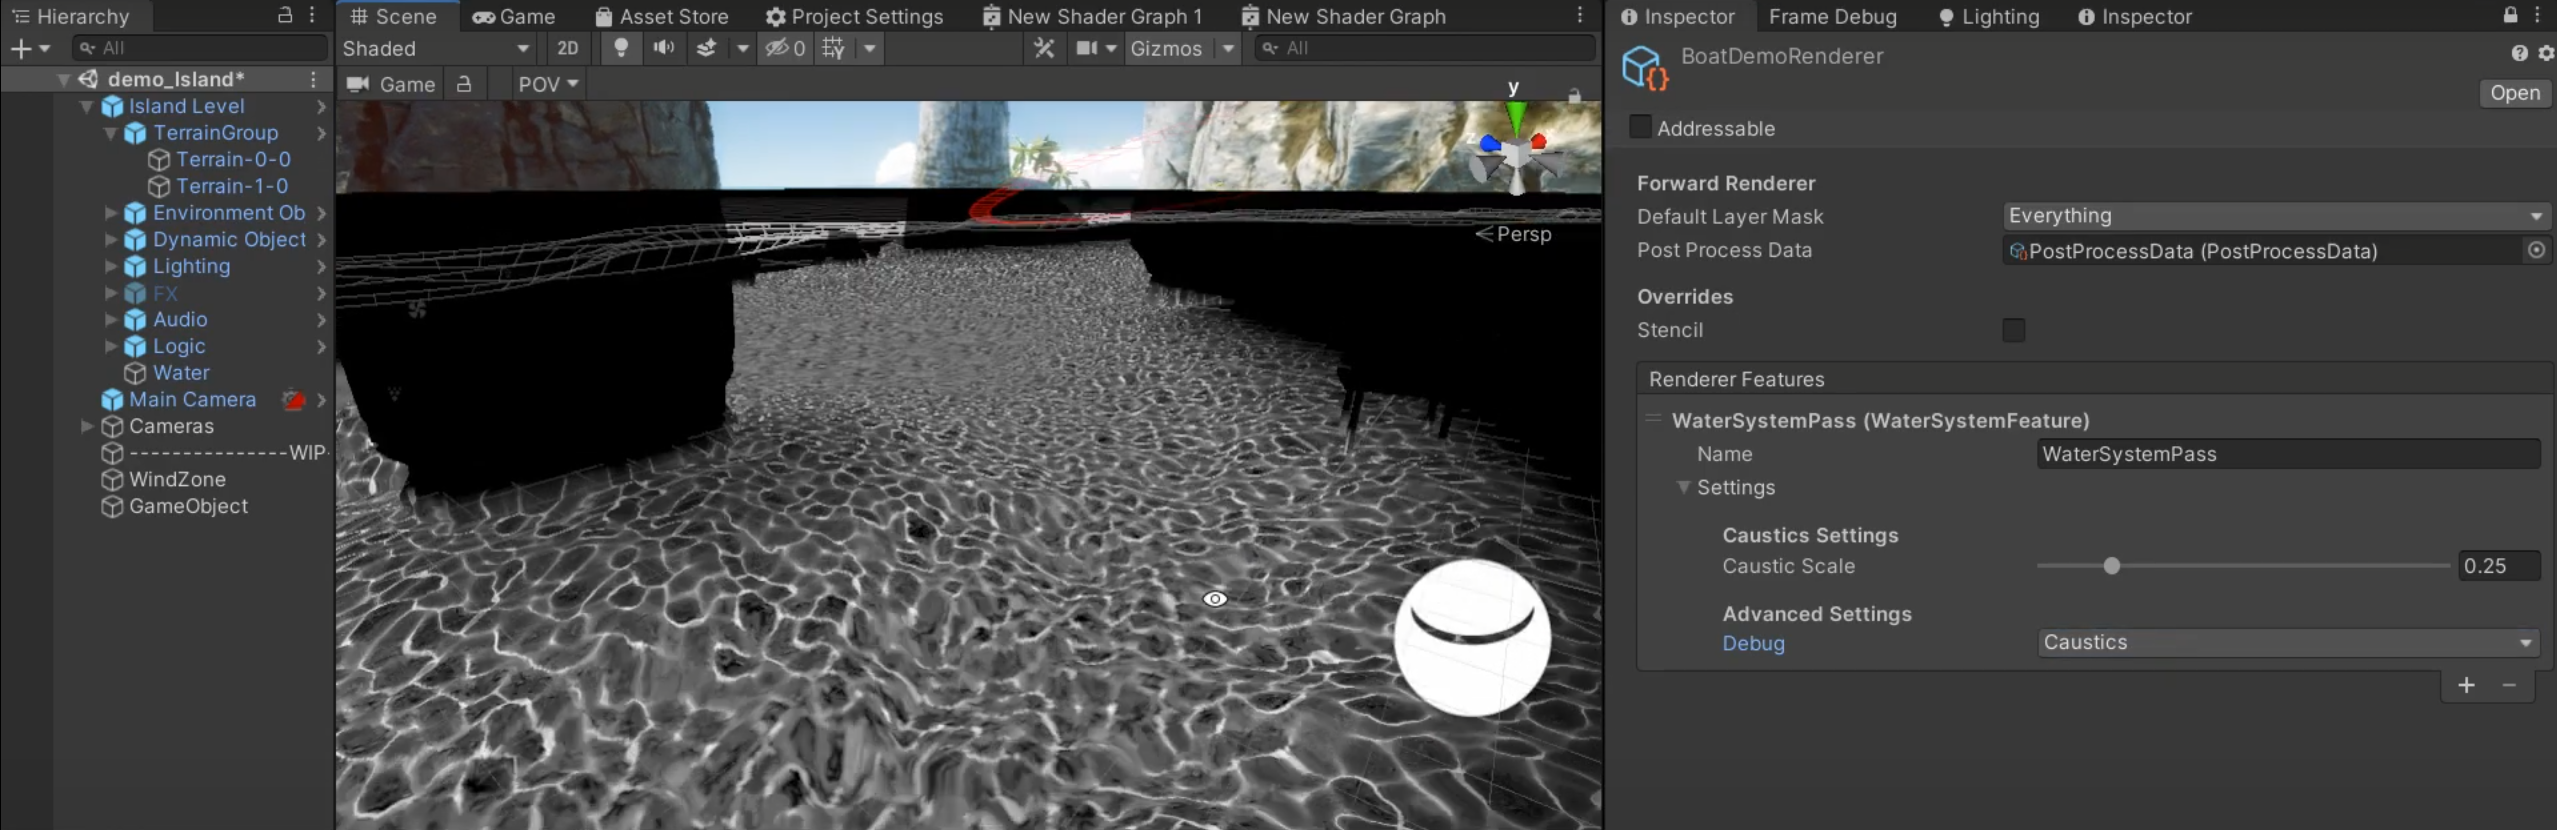 Hierarchy
All
demo_Island*
Island Level
TerrainGroup
Terrain-0-0
Terrain-1-0
Environment Ob
Dynamic Object
Lighting
FX
Audio
Logic
Water
Main Camera
Cameras
---------------WIP-
WindZone
GameObject
Scene Game Asset Store Project Settings New Shader Graph 1 New Shader Graph
Shaded 2D 0 Gizmos All
Game POV
y
Persp
Inspector Frame Debug Lighting Inspector
BoatDemoRenderer
Open
Addressable
Forward Renderer
Default Layer Mask Everything
Post Process Data PostProcessData (PostProcessData)
Overrides
Stencil
Renderer Features
WaterSystemPass (WaterSystemFeature)
Name WaterSystemPass
Settings
Caustics Settings
Caustic Scale 0.25
Advanced Settings
Debug Caustics